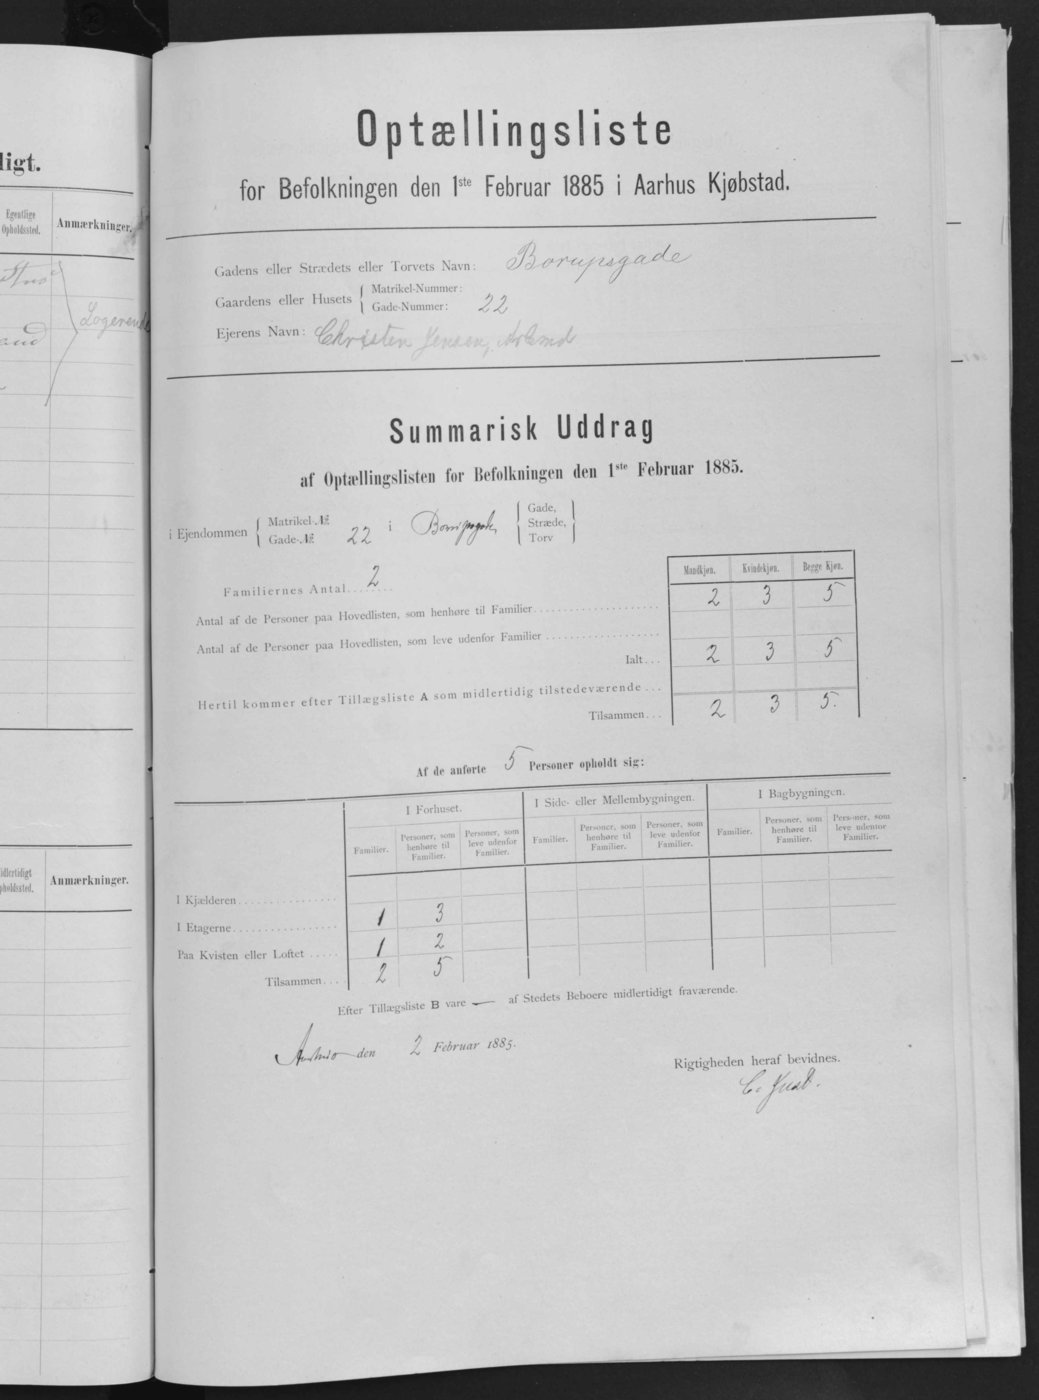 ligt.
Egentlige Opholdssted.
Anmærkninger.
Logerende
Midlertidigt Opholdssted.
Anmærkninger.
Optællingsliste
for Befolkningen den 1ste Februar 1885 i Aarhus Kjøbstad.
Gadens eller Strædets eller Torvets Navn: Borupsgade
Gaardens eller Husets { Matrikel-Nummer:
Gade-Nummer: 22
Ejerens Navn: Christen Jensen, Arbmd
Summarisk Uddrag
af Optællingslisten for Befolkningen den 1ste Februar 1885.
i Ejendommen { Matrikel-№
Gade-№ 22 i Borupsgade { Gade, Stræde, Torv }
Mandkjøn. Kvindekjøn. Begge Kjøn.
Familiernes Antal 2
Antal af de Personer paa Hovedlisten, som henhøre til Familier 2 3 5
Antal af de Personer paa Hovedlisten, som leve udenfor Familier
Ialt 2 3 5
Hertil kommer efter Tillægsliste A som midlertidig tilstedeværende
Tilsammen 2 3 5.
Af de anførte 5 Personer opholdt sig:
I Forhuset. I Side- eller Mellembygningen. I Bagbygningen.
Familier. Personer, som henhøre til Familier. Personer, som leve udenfor Familier. Familier. Personer, som henhøre til Familier. Personer, som leve udenfor Familier. Familier. Personer, som henhøre til Familier. Personer, som leve udenfor Familier.
I Kjælderen
I Etagerne 1 3
Paa Kvisten eller Loftet 1 2
Tilsammen 2 5
Efter Tillægsliste B vare — af Stedets Beboere midlertidigt fraværende.
Aarhus den 2 Februar 1885.
Rigtigheden heraf bevidnes.
C.